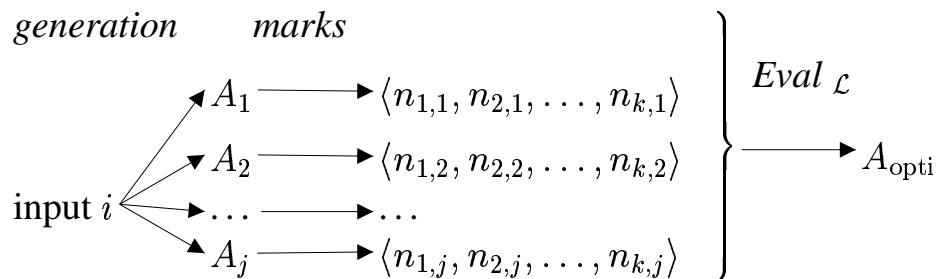 generation marks
A₁ ⟨n₁,₁, n₂,₁, . . . , nₖ,₁⟩ Eval ℒ
A₂ ⟨n₁,₂, n₂,₂, . . . , nₖ,₂⟩ A_opti
input i . . . . . .
Aⱼ ⟨n₁,ⱼ, n₂,ⱼ, . . . , nₖ,ⱼ⟩